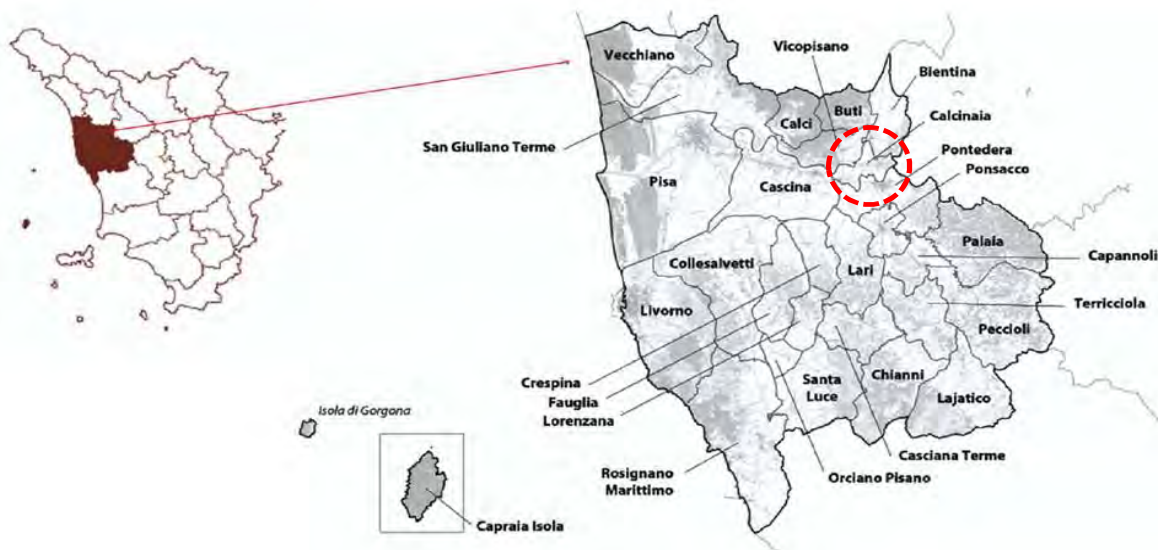 Vecchiano
Vicopisano
Bientina
Calci
Buti
Calcinaia
San Giuliano Terme
Pontedera
Ponsacco
Pisa
Cascina
Palaia
Collesalvetti
Lari
Capannoli
Livorno
Terricciola
Peccioli
Crespina
Fauglia
Lorenzana
Santa
Luce
Chianni
Lajatico
Isola di Gorgona
Casciana Terme
Orciano Pisano
Rosignano
Marittimo
Capraia Isola